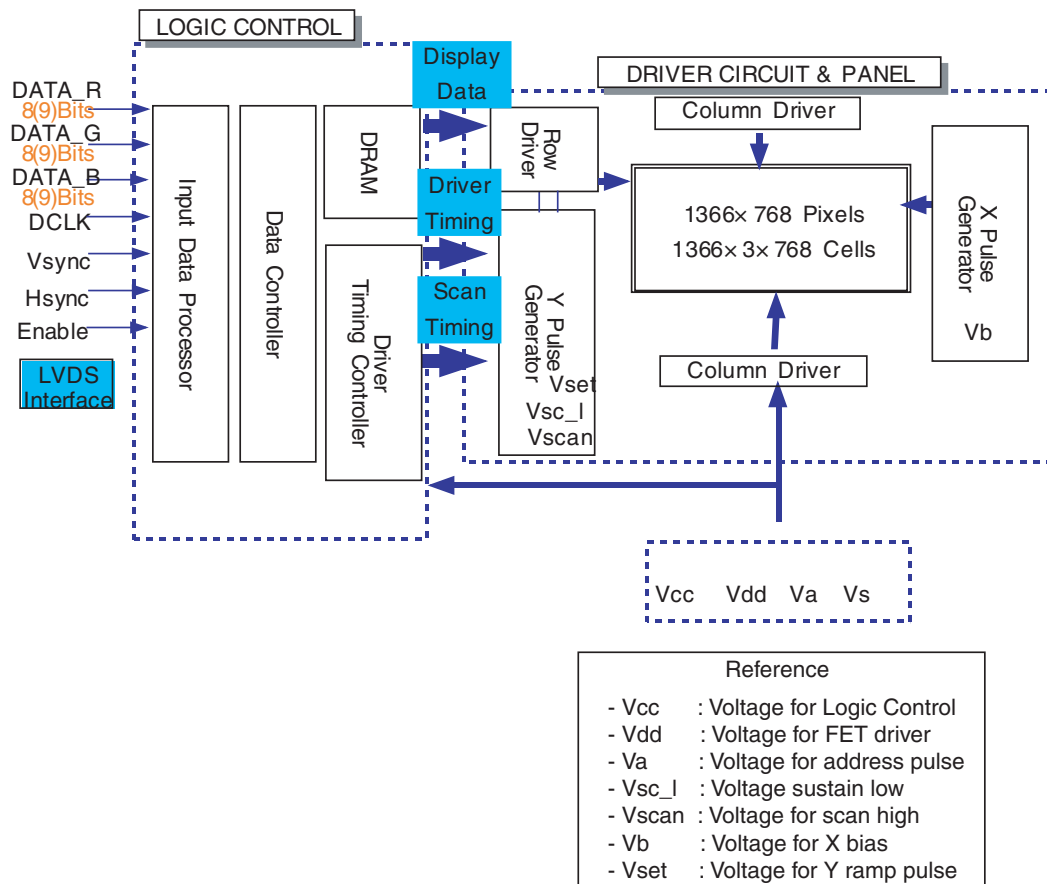 LOGIC CONTROL
Display
Data
DRIVER CIRCUIT & PANEL
DATA_R
8(9)Bits
DATA_G
8(9)Bits
DATA_B
8(9)Bits
DCLK
Vsync
Hsync
Enable
LVDS
Interface
Input Data Processor
Data Controller
DRAM
Driver
Timing Controller
Driver
Timing
Scan
Timing
Row
Driver
Y Pulse
Generator
Vset
Vsc_l
Vscan
Column Driver
1366× 768 Pixels
1366× 3× 768 Cells
Column Driver
X Pulse
Generator
Vb
Vcc Vdd Va Vs
Reference
- Vcc : Voltage for Logic Control
- Vdd : Voltage for FET driver
- Va : Voltage for address pulse
- Vsc_l : Voltage sustain low
- Vscan : Voltage for scan high
- Vb : Voltage for X bias
- Vset : Voltage for Y ramp pulse